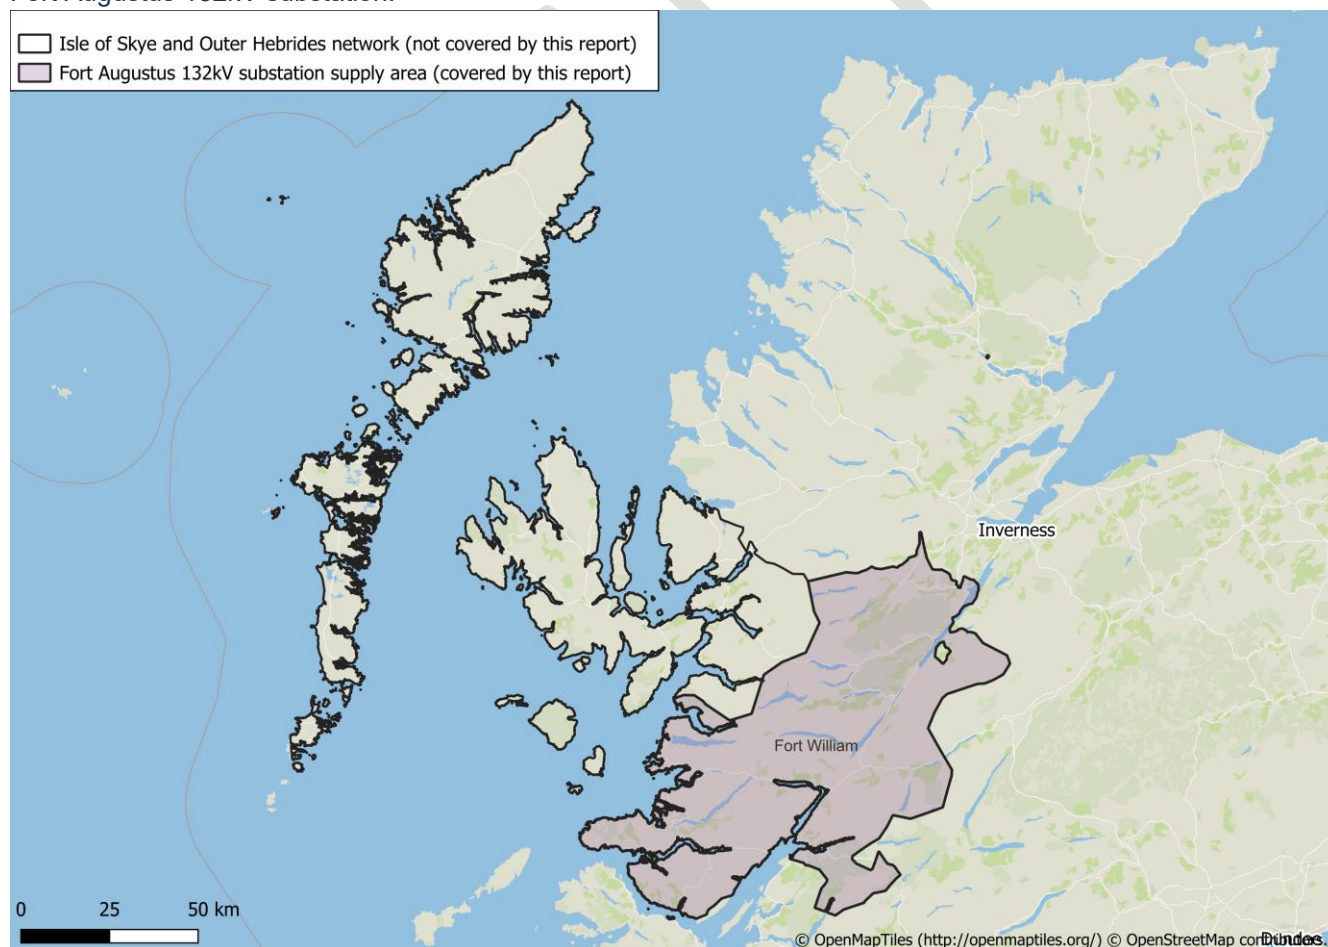 Fort Augustus 132kV substation.
Isle of Skye and Outer Hebrides network (not covered by this report)
Fort Augustus 132kV substation supply area (covered by this report)
Inverness
Fort William
0 25 50 km
© OpenMapTiles (http://openmaptiles.org/) © OpenStreetMap contributors
Dundee